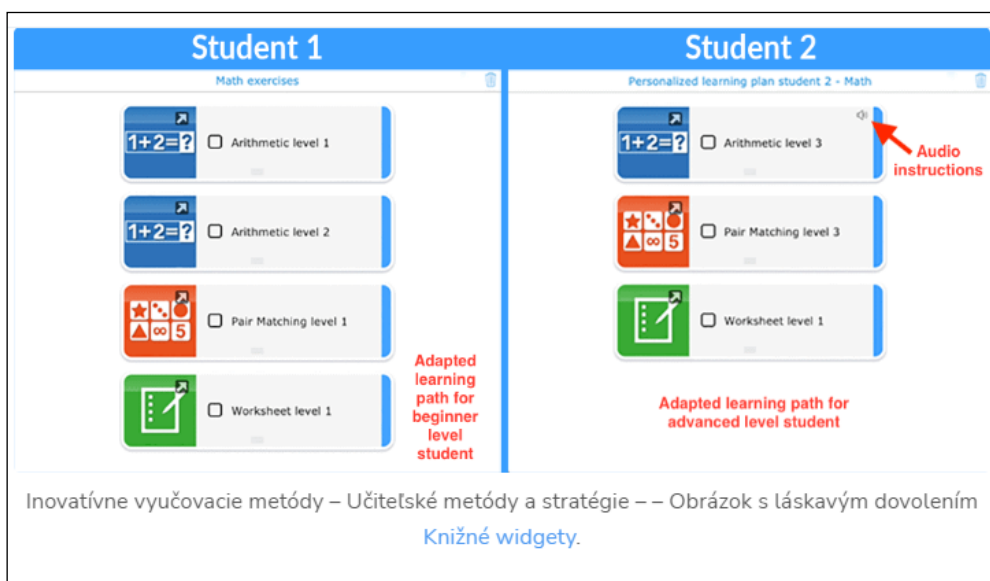 Student 1
Math exercises
1+2=? Arithmetic level 1
1+2=? Arithmetic level 2
5 Pair Matching level 1
Worksheet level 1
Adapted
learning
path for
beginner
level
student
Student 2
Personalized learning plan student 2 - Math
1+2=? Arithmetic level 3
Audio
instructions
5 Pair Matching level 3
Worksheet level 1
Adapted learning path for
advanced level student
Inovatívne vyučovacie metódy – Učiteľské metódy a stratégie – – Obrázok s láskavým dovolením
Knižné widgety.